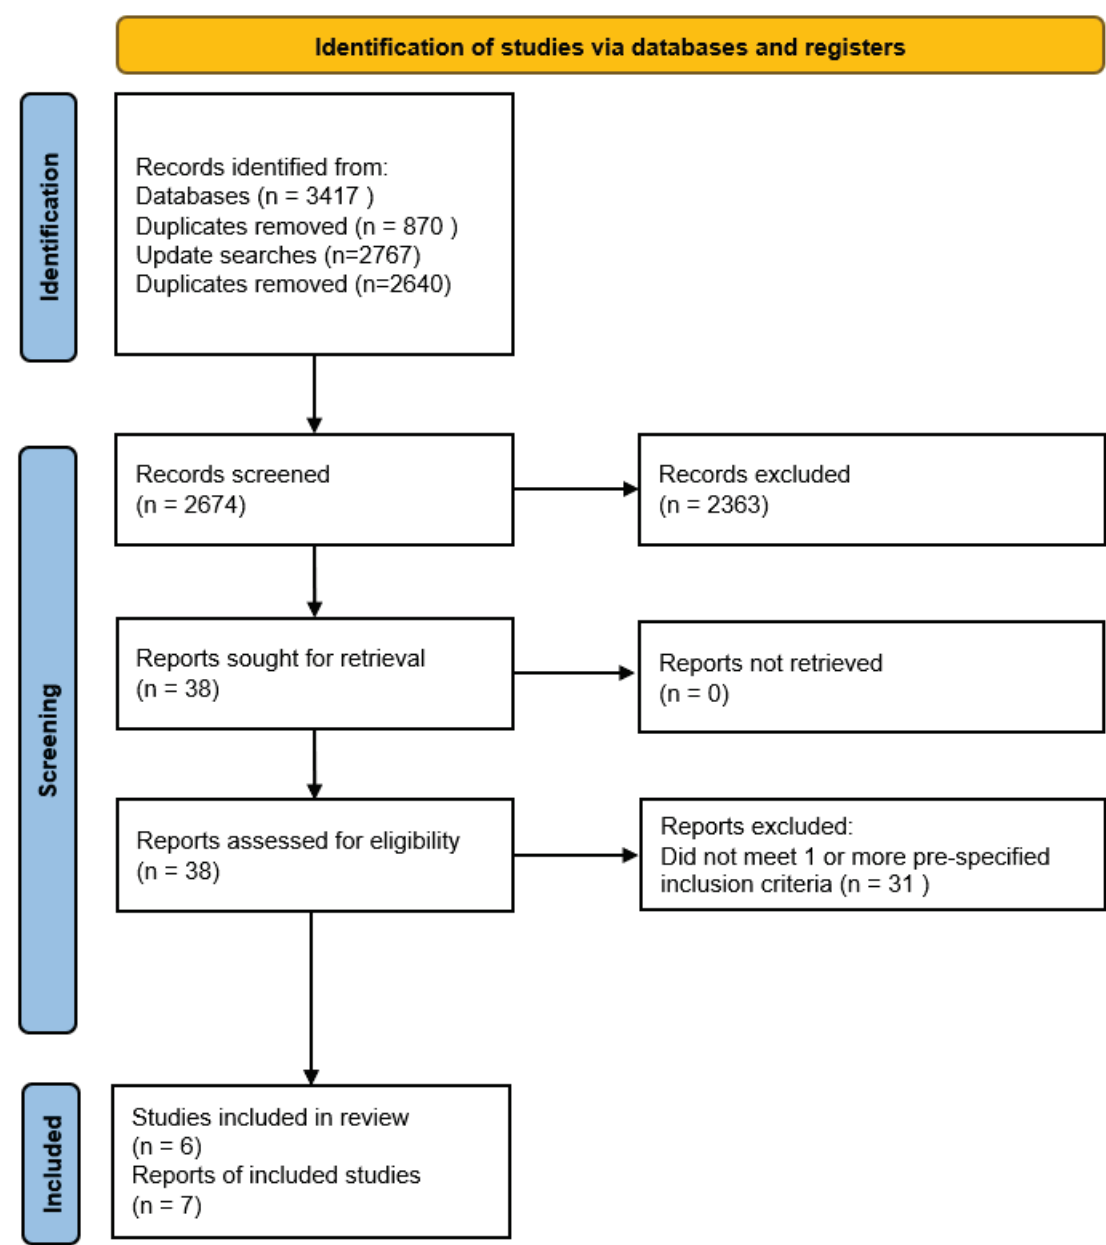 Identification of studies via databases and registers
Identification
Records identified from:
Databases (n = 3417 )
Duplicates removed (n = 870 )
Update searches (n=2767)
Duplicates removed (n=2640)
Screening
Records screened
(n = 2674)
Records excluded
(n = 2363)
Reports sought for retrieval
(n = 38)
Reports not retrieved
(n = 0)
Reports assessed for eligibility
(n = 38)
Reports excluded:
Did not meet 1 or more pre-specified
inclusion criteria (n = 31 )
Included
Studies included in review
(n = 6)
Reports of included studies
(n = 7)